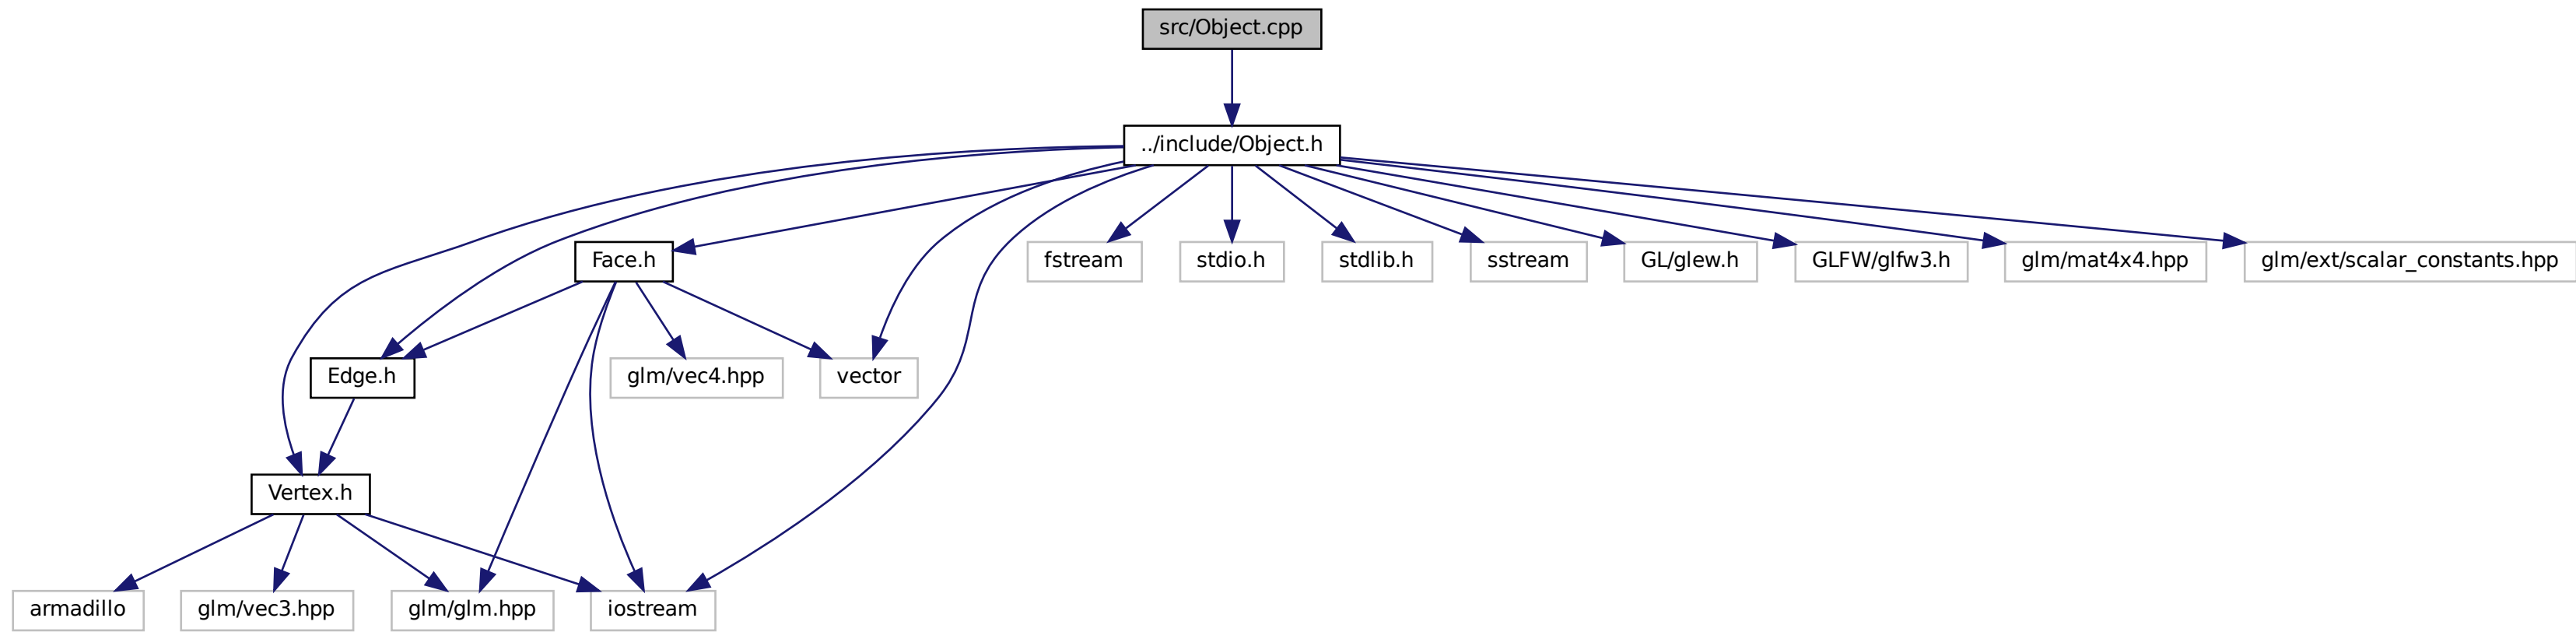 src/Object.cpp
../include/Object.h
Face.h
fstream
stdio.h
stdlib.h
sstream
GL/glew.h
GLFW/glfw3.h
glm/mat4x4.hpp
glm/ext/scalar_constants.hpp
Edge.h
glm/vec4.hpp
vector
Vertex.h
armadillo
glm/vec3.hpp
glm/glm.hpp
iostream